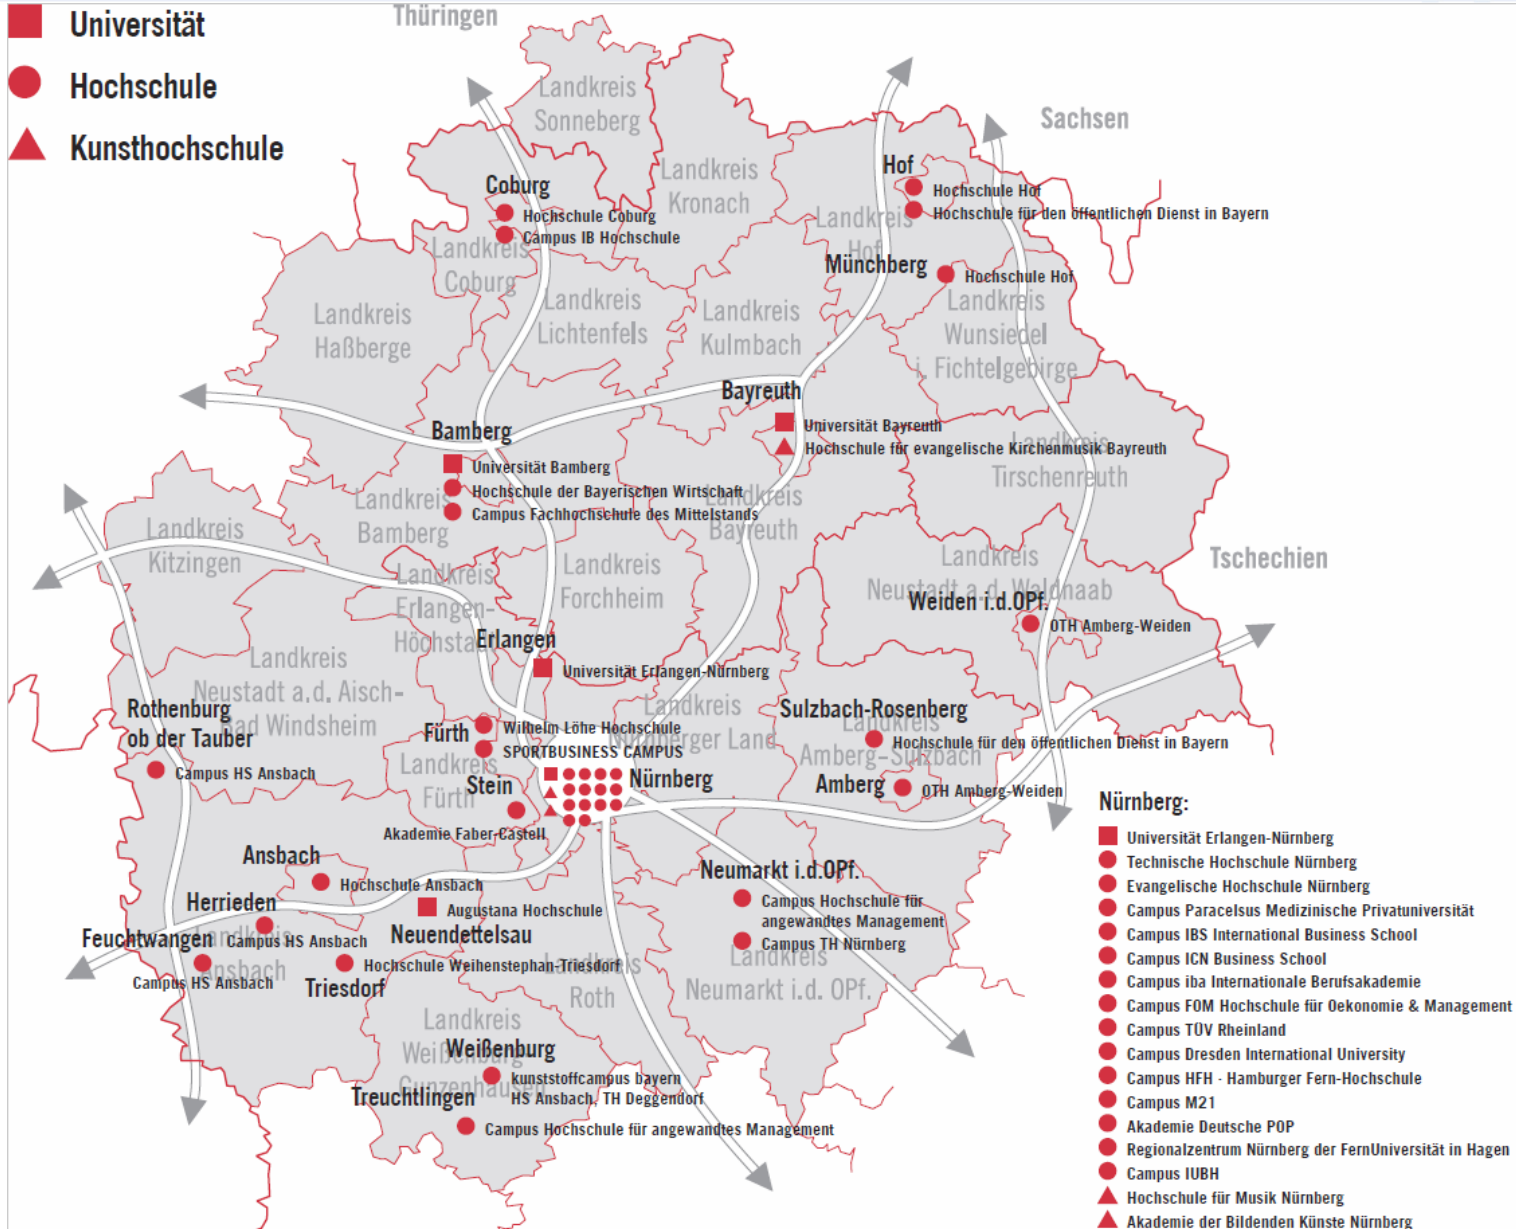 Universität
Hochschule
Kunsthochschule
Thüringen
Sachsen
Tschechien
Landkreis
Sonneberg
Landkreis
Kronach
Coburg
Hochschule Coburg
Campus IB Hochschule
Landkreis
Coburg
Hof
Hochschule Hof
Hochschule für den öffentlichen Dienst in Bayern
Landkreis
Hof
Münchberg
Hochschule Hof
Landkreis
Wunsiedel
i. Fichtelgebirge
Landkreis
Haßberge
Landkreis
Lichtenfels
Landkreis
Kulmbach
Bayreuth
Universität Bayreuth
Hochschule für evangelische Kirchenmusik Bayreuth
Landkreis
Tirschenreuth
Bamberg
Universität Bamberg
Hochschule der Bayerischen Wirtschaft
Campus Fachhochschule des Mittelstands
Landkreis
Bamberg
Landkreis
Bayreuth
Landkreis
Kitzingen
Landkreis
Erlangen-
Höchstadt
Landkreis
Forchheim
Landkreis
Neustadt a.d. Waldnaab
Weiden i.d.OPf.
OTH Amberg-Weiden
Erlangen
Universität Erlangen-Nürnberg
Landkreis
Neustadt a.d. Aisch-
Bad Windsheim
Rothenburg
ob der Tauber
Campus HS Ansbach
Fürth
Wilhelm Löhe Hochschule
SPORTBUSINESS CAMPUS
Landkreis
Fürth
Landkreis
Nürnberger Land
Sulzbach-Rosenberg
Hochschule für den öffentlichen Dienst in Bayern
Landkreis
Amberg-Sulzbach
Stein
Akademie Faber-Castell
Nürnberg
Amberg
OTH Amberg-Weiden
Ansbach
Hochschule Ansbach
Herrieden
Campus HS Ansbach
Augustana Hochschule
Neuendettelsau
Feuchtwangen
Campus HS Ansbach
Landkreis
Ansbach
Hochschule Weihenstephan-Triesdorf
Triesdorf
Landkreis
Roth
Neumarkt i.d.OPf.
Campus Hochschule für
angewandtes Management
Campus TH Nürnberg
Landkreis
Neumarkt i.d. OPf.
Landkreis
Weißenburg-
Gunzenhausen
Weißenburg
kunststoffcampus bayern
HS Ansbach, TH Deggendorf
Treuchtlingen
Campus Hochschule für angewandtes Management
Nürnberg:
Universität Erlangen-Nürnberg
Technische Hochschule Nürnberg
Evangelische Hochschule Nürnberg
Campus Paracelsus Medizinische Privatuniversität
Campus IBS International Business School
Campus ICN Business School
Campus iba Internationale Berufsakademie
Campus FOM Hochschule für Oekonomie & Management
Campus TÜV Rheinland
Campus Dresden International University
Campus HFH · Hamburger Fern-Hochschule
Campus M21
Akademie Deutsche POP
Regionalzentrum Nürnberg der FernUniversität in Hagen
Campus IUBH
Hochschule für Musik Nürnberg
Akademie der Bildenden Künste Nürnberg